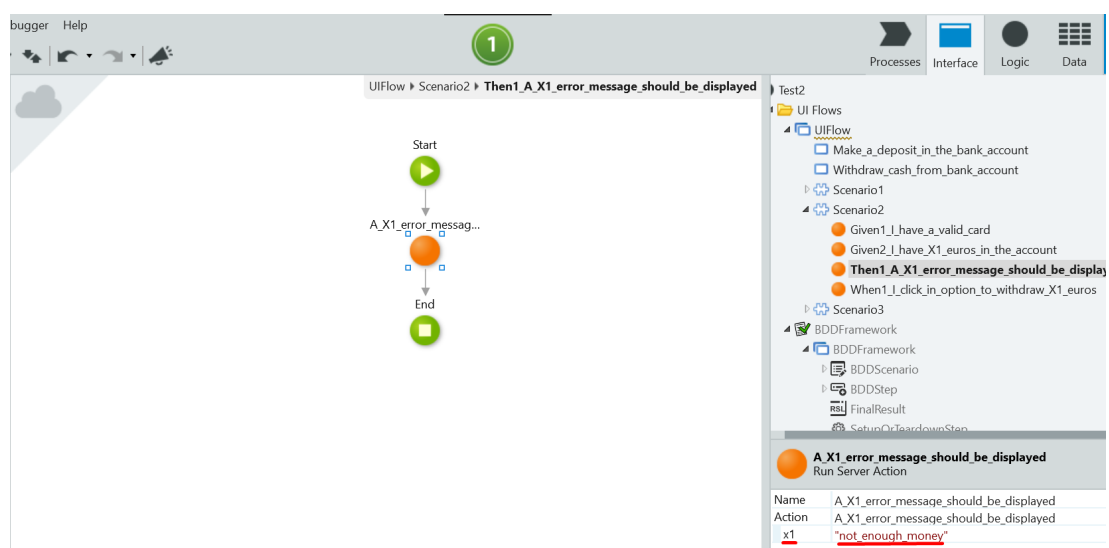 bugger Help
1
Processes Interface Logic Data
UIFlow Scenario2 Then1_A_X1_error_message_should_be_displayed
Test2
UI Flows
UIFlow
Make_a_deposit_in_the_bank_account
Withdraw_cash_from_bank_account
Scenario1
Scenario2
Given1_I_have_a_valid_card
Given2_I_have_X1_euros_in_the_account
Then1_A_X1_error_message_should_be_display
When1_I_click_in_option_to_withdraw_X1_euros
Scenario3
BDDFramework
BDDFramework
BDDScenario
BDDStep
RSL FinalResult
SetupOrTeardownStep
Start
A_X1_error_messag...
End
A_X1_error_message_should_be_displayed
Run Server Action
Name A_X1_error_message_should_be_displayed
Action A_X1_error_message_should_be_displayed
x1 "not_enough_money"